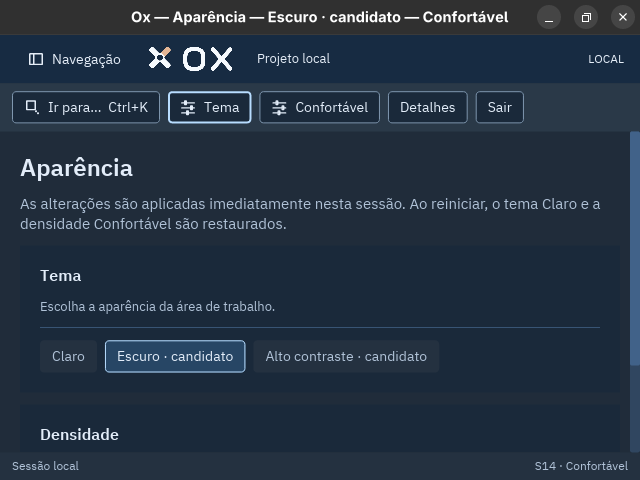 Ox — Aparência — Escuro · candidato — Confortável
Navegação
OX
Projeto local
LOCAL
Ir para... Ctrl+K
Tema
Confortável
Detalhes
Sair
Aparência
As alterações são aplicadas imediatamente nesta sessão. Ao reiniciar, o tema Claro e a
densidade Confortável são restaurados.
Tema
Escolha a aparência da área de trabalho.
Claro
Escuro · candidato
Alto contraste · candidato
Densidade
Sessão local
S14 · Confortável